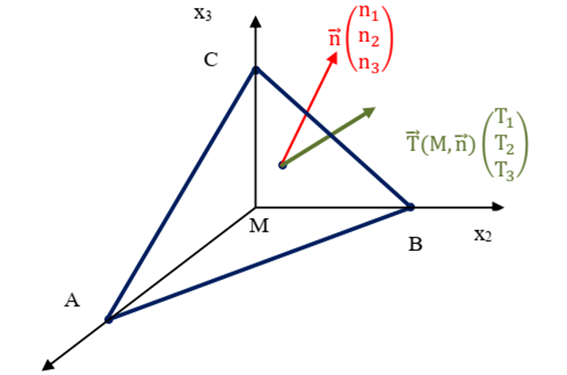 x₃
C
n⃗ (n₁ n₂ n₃)
T⃗(M,n⃗) (T₁ T₂ T₃)
M
B
x₂
A